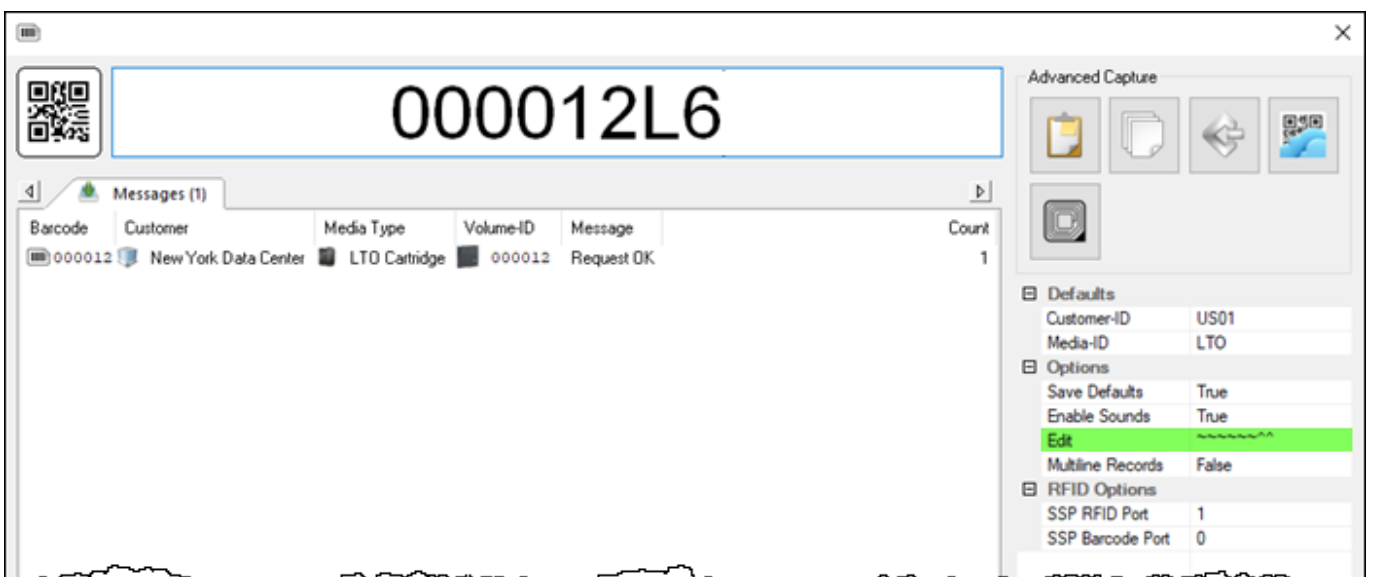 000012L6
Advanced Capture
Messages (1)
Barcode Customer Media Type Volume-ID Message Count
000012 New York Data Center LTO Cartridge 000012 Request OK 1
Defaults
Customer-ID US01
Media-ID LTO
Options
Save Defaults True
Enable Sounds True
Edit ~~~~~~^^
Multiline Records False
RFID Options
SSP RFID Port 1
SSP Barcode Port 0